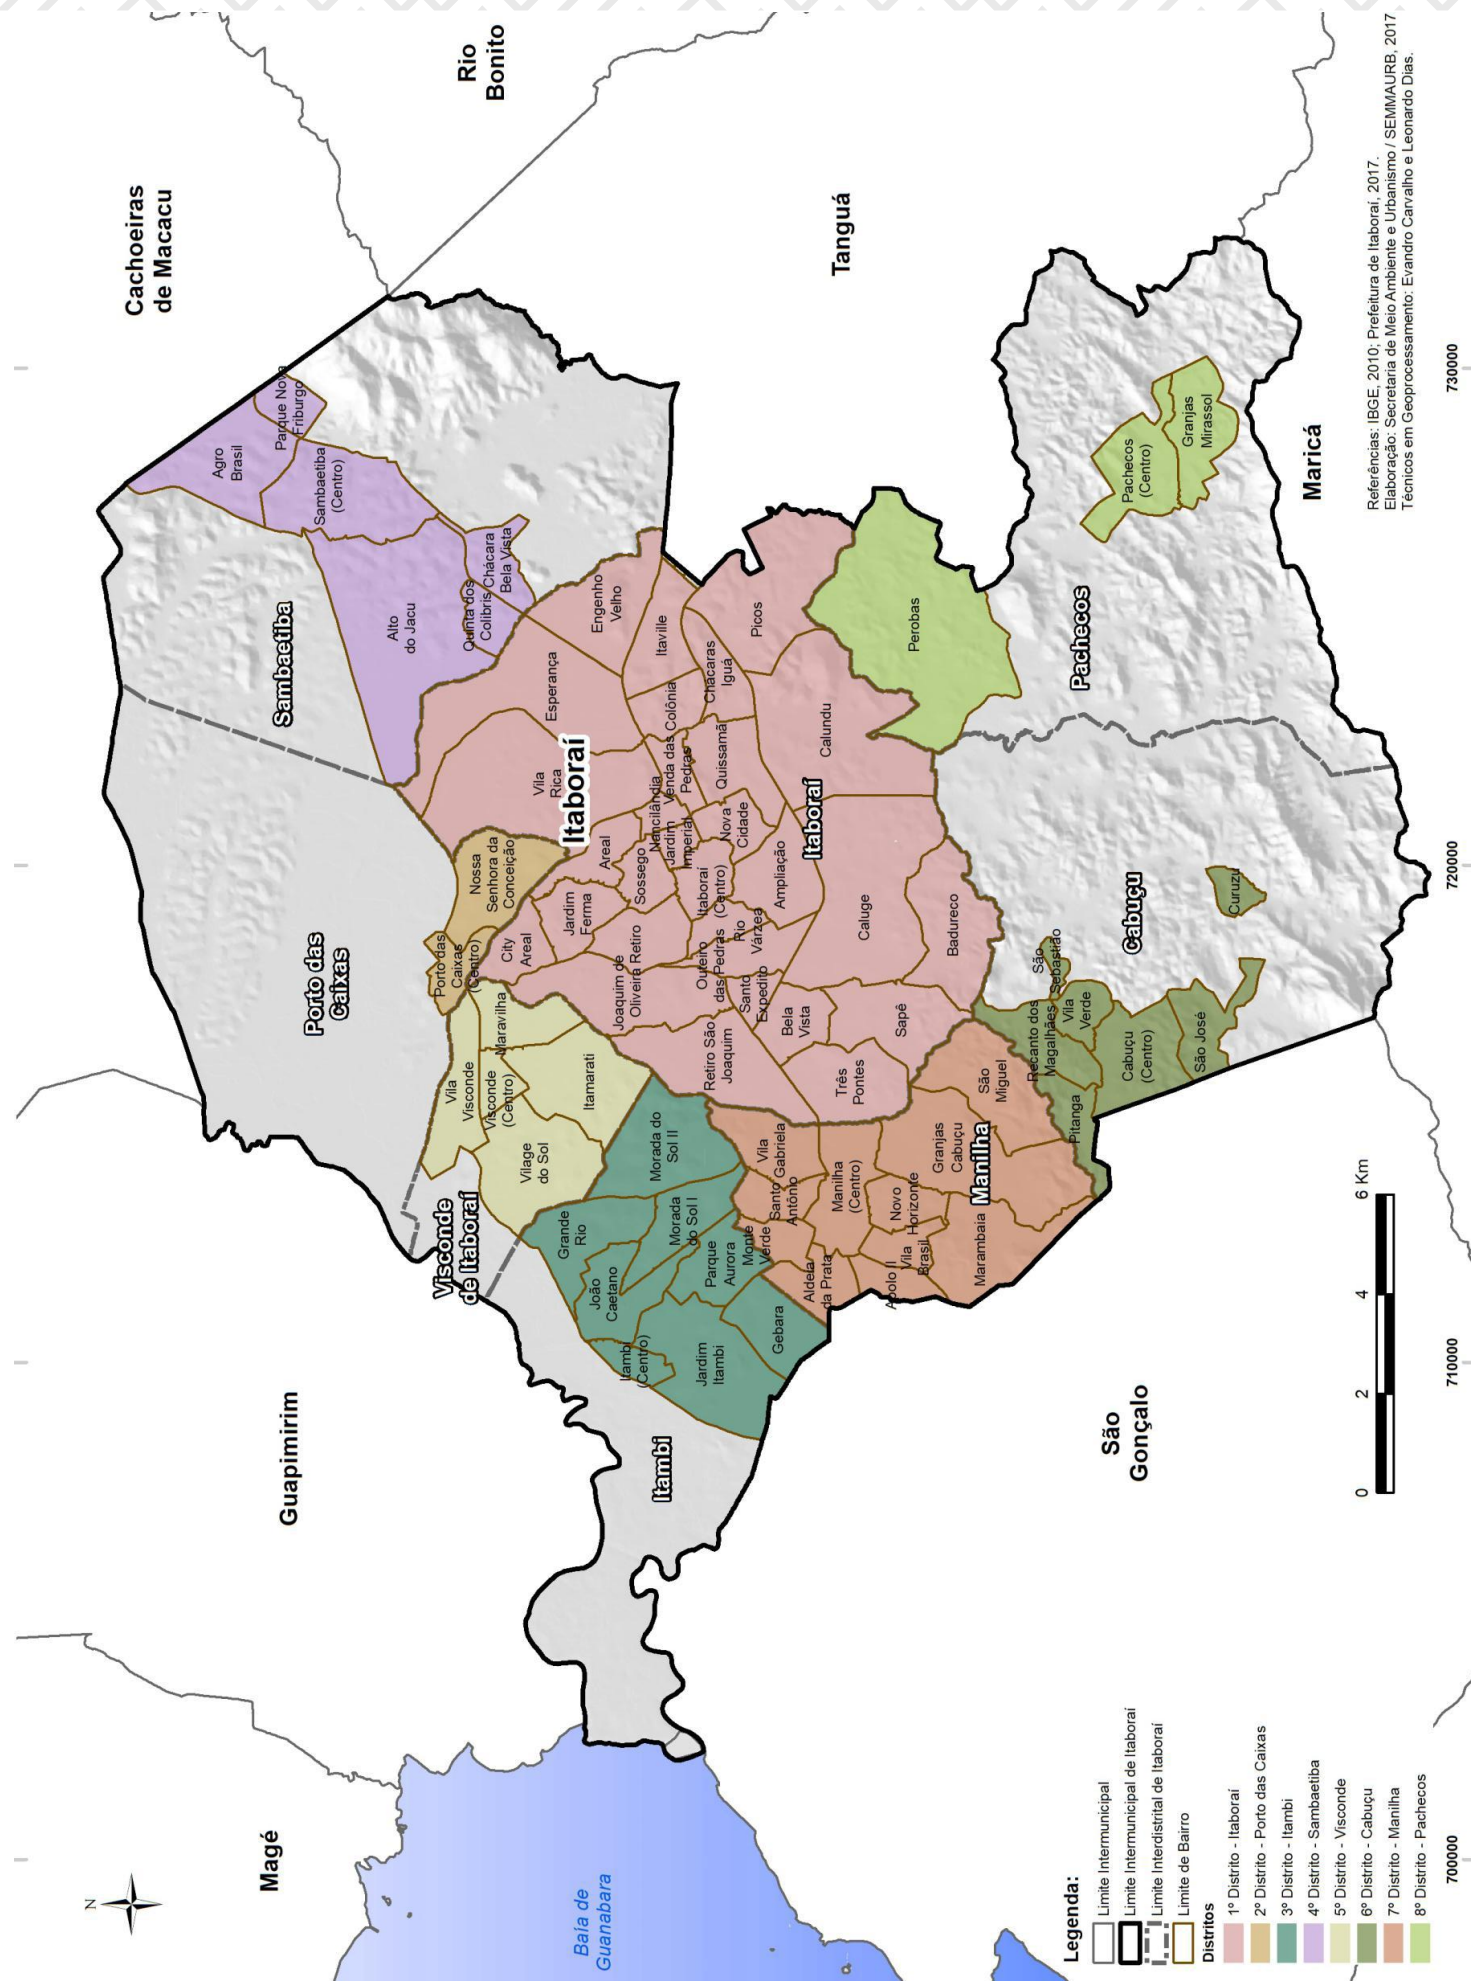 Cachoeiras
de Macacu
Rio
Bonito
Guapimirim
Magé
Tanguá
Maricá
São
Gonçalo
Baía de
Guanabara
N
Sambaetiba
Agro
Brasil
Parque Nova
Friburgo
Sambaetiba
(Centro)
Alto
do Jacu
Quinta dos
Colibris
Chácara
Bela Vista
Porto das
Caixas
Nossa
Senhora da
Conceição
Porto das
Caixas
(Centro)
Visconde
de Itaboraí
Vila
Visconde
Visconde
(Centro)
Maravilha
Itamarati
Vilage
do Sol
Itaboraí
Itaboraí
Engenho
Velho
Esperança
Vila
Rica
Itaville
Picos
Chácaras
Iguá
Colônia
Venda das
Pedras
Quissamã
Calundu
Nancilândia
Jardim
Imperial
Nova
Cidade
Areal
Sossego
Itaboraí
(Centro)
Ampliação
Jardim
Ferma
City
Areal
Retiro
Joaquim de
Oliveira
Outeiro
das Pedras
Rio
Várzea
Santo
Expedito
Caluge
Badureco
Bela
Vista
Sapê
Retiro São
Joaquim
Três
Pontes
Itambi
Morada do
Sol II
Grande
Rio
Morada
do Sol I
João
Caetano
Parque
Aurora
Monte
Verde
Itambi
(Centro)
Jardim
Itambi
Gebara
Manilha
Vila
Gabriela
Santo
Antônio
Manilha
(Centro)
Granjas
Cabuçu
São
Miguel
Novo
Horizonte
Aldeia
da Prata
Apolo II
Vila
Brasil
Marambaia
Cabuçu
Curuzu
São
Sebastião
Recanto dos
Magalhães
Vila
Verde
Cabuçu
(Centro)
São José
Pitanga
Pachecos
Perobas
Pachecos
(Centro)
Granjas
Mirassol
Referências: IBGE, 2010; Prefeitura de Itaboraí, 2017.
Elaboração: Secretaria de Meio Ambiente e Urbanismo / SEMMAURB, 2017
Técnicos em Geoprocessamento: Evandro Carvalho e Leonardo Dias.
0 2 4 6 Km
700000
710000
720000
730000
Legenda:
Limite Intermunicipal
Limite Intermunicipal de Itaboraí
Limite Interdistrital de Itaboraí
Limite de Bairro
Distritos
1º Distrito - Itaboraí
2º Distrito - Porto das Caixas
3º Distrito - Itambi
4º Distrito - Sambaetiba
5º Distrito - Visconde
6º Distrito - Cabuçu
7º Distrito - Manilha
8º Distrito - Pachecos